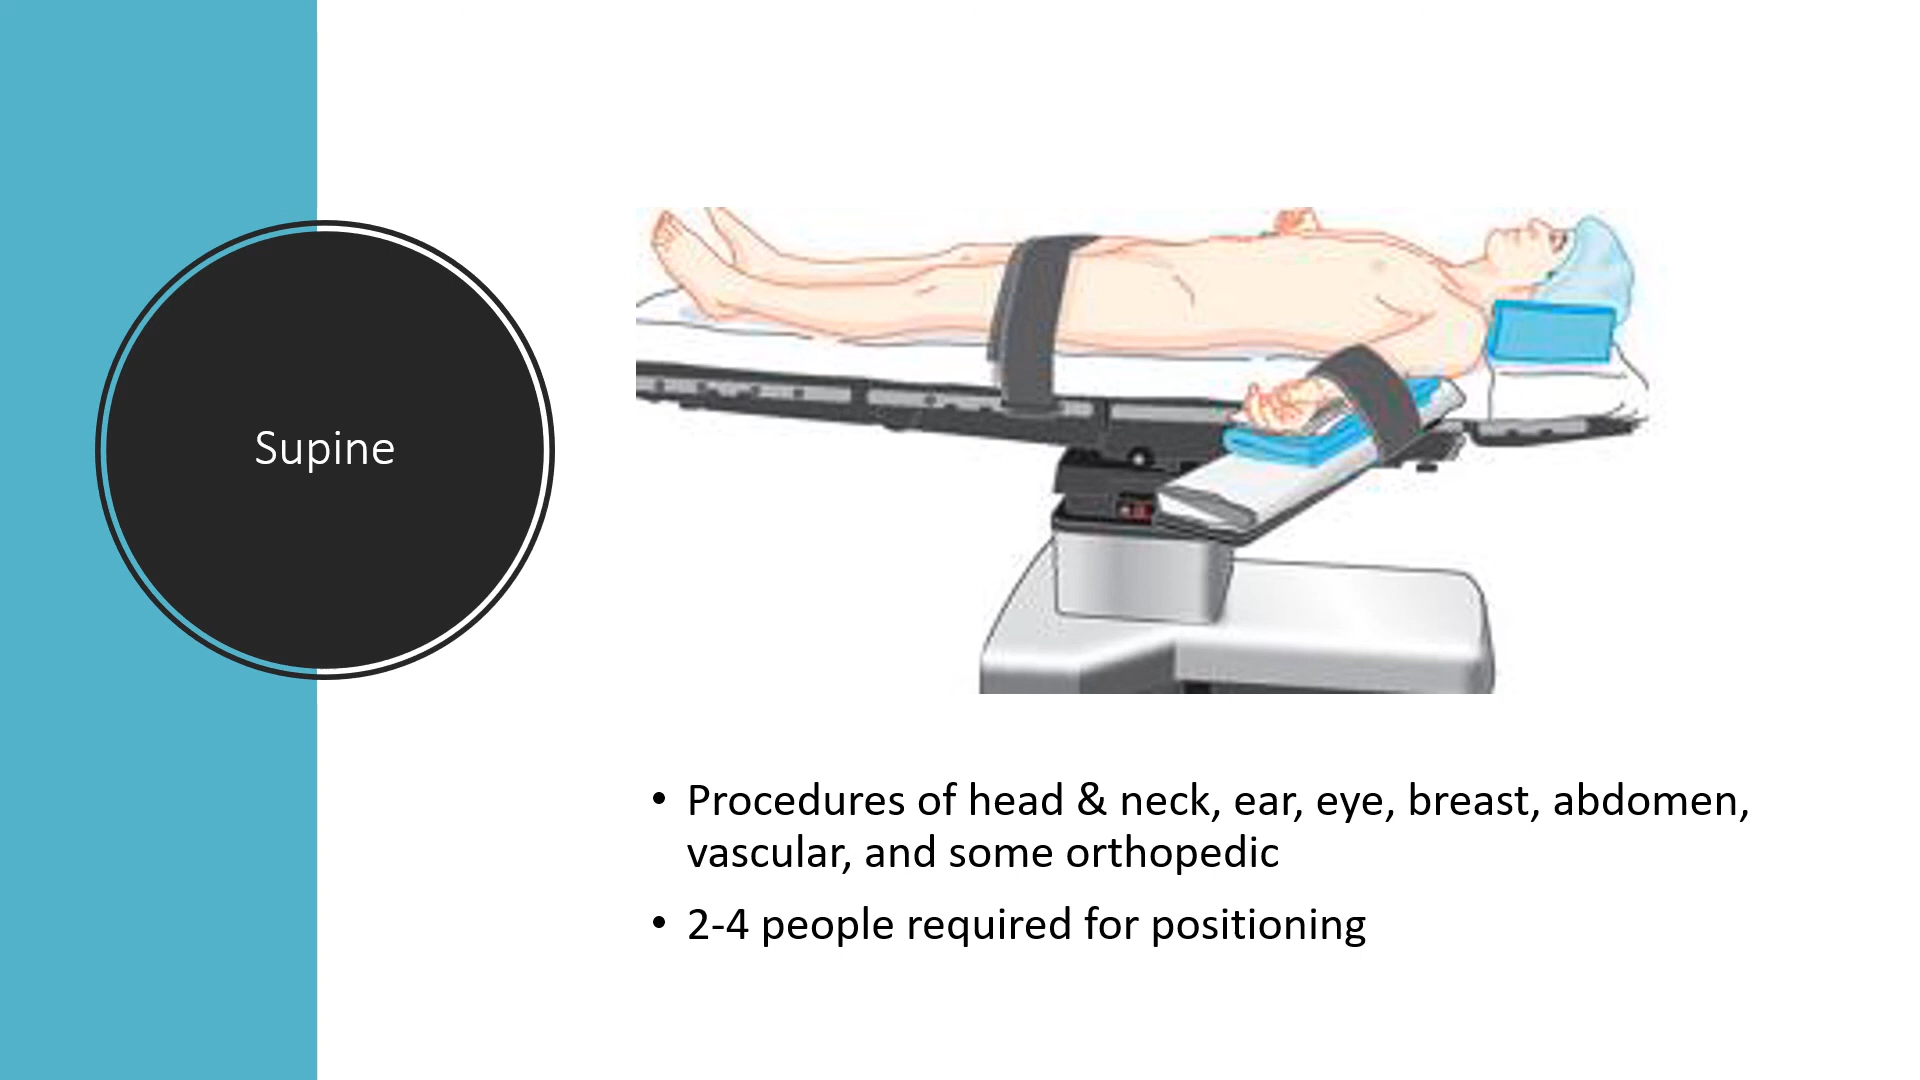 Supine
• Procedures of head & neck, ear, eye, breast, abdomen,
vascular, and some orthopedic
• 2-4 people required for positioning